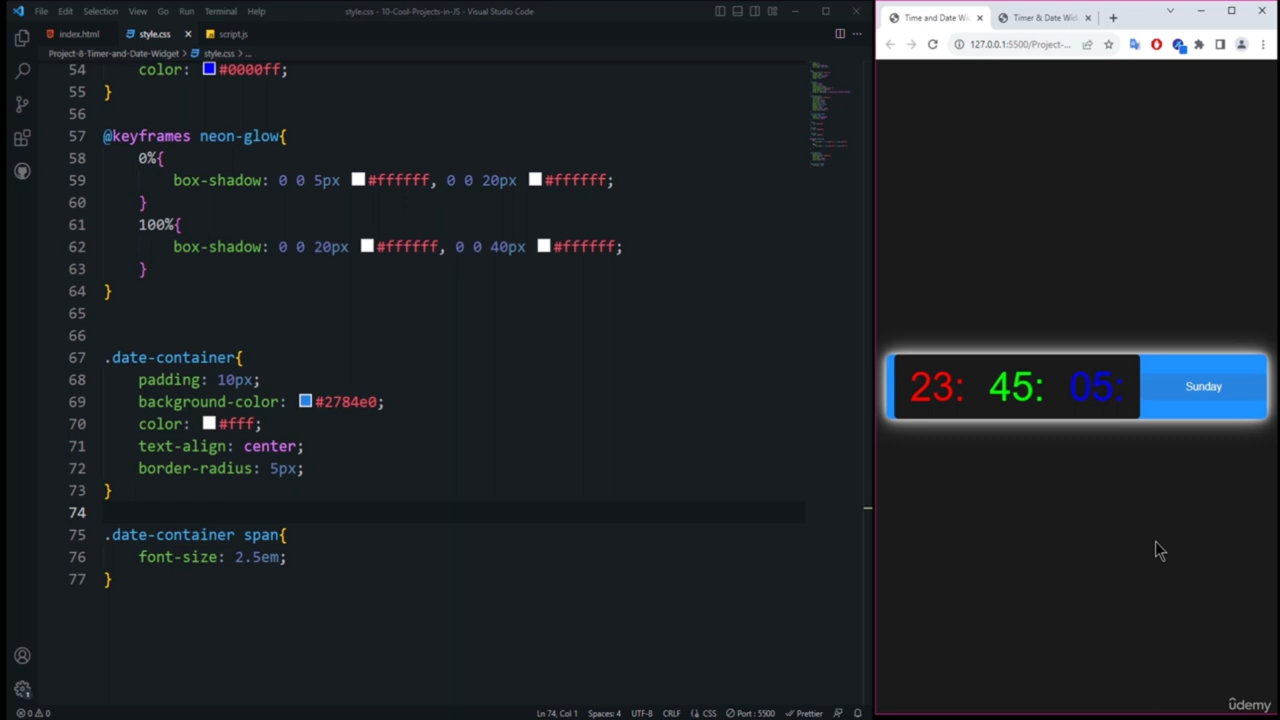 File Edit Selection View Go Run Terminal Help
style.css - 10-Cool-Projects-in-JS - Visual Studio Code
index.html style.css script.js
Project-8-Timer-and-Date-Widget > style.css > ...
54 color: #0000ff;
55 }
56
57 @keyframes neon-glow{
58 0%{
59 box-shadow: 0 0 5px #ffffff, 0 0 20px #ffffff;
60 }
61 100%{
62 box-shadow: 0 0 20px #ffffff, 0 0 40px #ffffff;
63 }
64 }
65
66
67 .date-container{
68 padding: 10px;
69 background-color: #2784e0;
70 color: #fff;
71 text-align: center;
72 border-radius: 5px;
73 }
74
75 .date-container span{
76 font-size: 2.5em;
77 }
0 0 Ln 74, Col 1 Spaces: 4 UTF-8 CRLF CSS Port : 5500 Prettier
Time and Date Wi Timer & Date Wid
127.0.0.1:5500/Project-...
23: 45: 05: Sunday
ûdemy